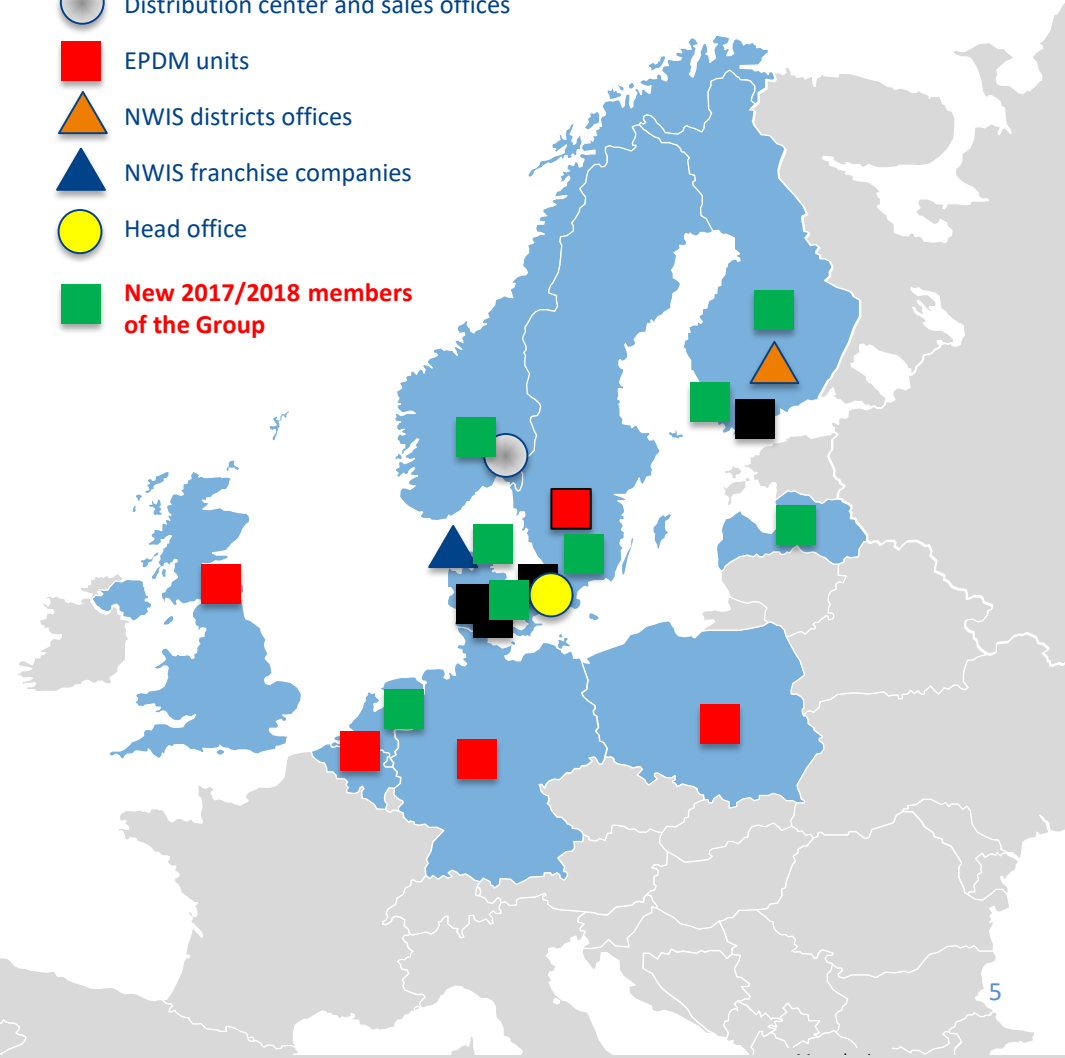 Distribution center and sales offices
EPDM units
NWIS districts offices
NWIS franchise companies
Head office
New 2017/2018 members
of the Group
5